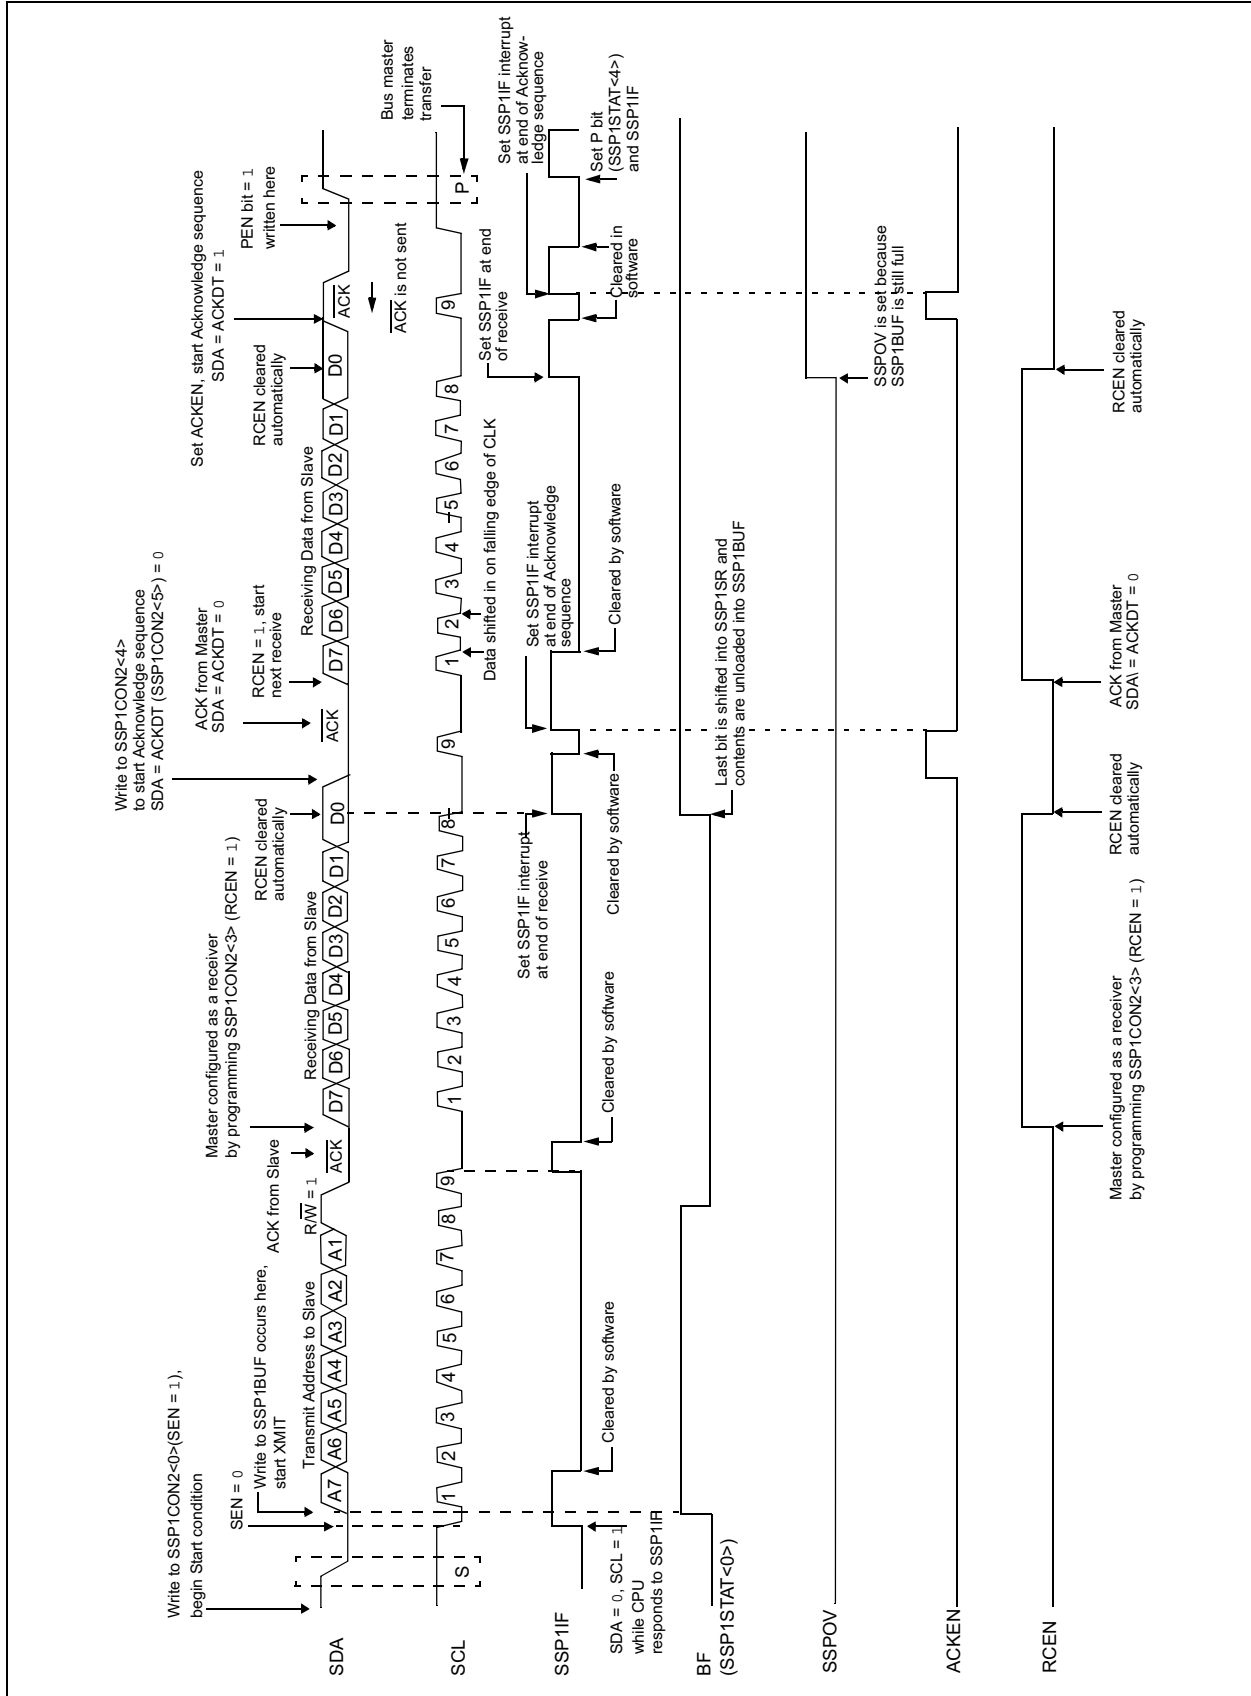 Write to SSP1CON2<0>(SEN = 1),
begin Start condition
SEN = 0
Write to SSP1BUF occurs here,
start XMIT
ACK from Slave
Master configured as a receiver
by programming SSP1CON2<3> (RCEN = 1)
RCEN cleared
automatically
Write to SSP1CON2<4>
to start Acknowledge sequence
SDA = ACKDT (SSP1CON2<5>) = 0
ACK from Master
SDA = ACKDT = 0
RCEN = 1, start
next receive
RCEN cleared
automatically
Set ACKEN, start Acknowledge sequence
SDA = ACKDT = 1
PEN bit = 1
written here
Transmit Address to Slave
R/W = 1
Receiving Data from Slave
Receiving Data from Slave
SDA
A7 A6 A5 A4 A3 A2 A1
ACK
D7 D6 D5 D4 D3 D2 D1 D0
ACK
D7 D6 D5 D4 D3 D2 D1 D0
ACK
ACK is not sent
Bus master
terminates
transfer
SCL
S
1 2 3 4 5 6 7 8 9
1 2 3 4 5 6 7 8 9
1 2 3 4 5 6 7 8 9
P
Data shifted in on falling edge of CLK
Set SSP1IF interrupt
at end of receive
Set SSP1IF interrupt
at end of Acknowledge
sequence
Set SSP1IF at end
of receive
Set SSP1IF interrupt
at end of Acknow-
ledge sequence
SSP1IF
SDA = 0, SCL = 1
while CPU
responds to SSP1IF
Cleared by software
Cleared by software
Cleared by software
Cleared by software
Cleared in
software
Set P bit
(SSP1STAT<4>)
and SSP1IF
BF
(SSP1STAT<0>)
Last bit is shifted into SSP1SR and
contents are unloaded into SSP1BUF
SSPOV
SSPOV is set because
SSP1BUF is still full
ACKEN
RCEN
Master configured as a receiver
by programming SSP1CON2<3> (RCEN = 1)
RCEN cleared
automatically
ACK from Master
SDA\ = ACKDT = 0
RCEN cleared
automatically